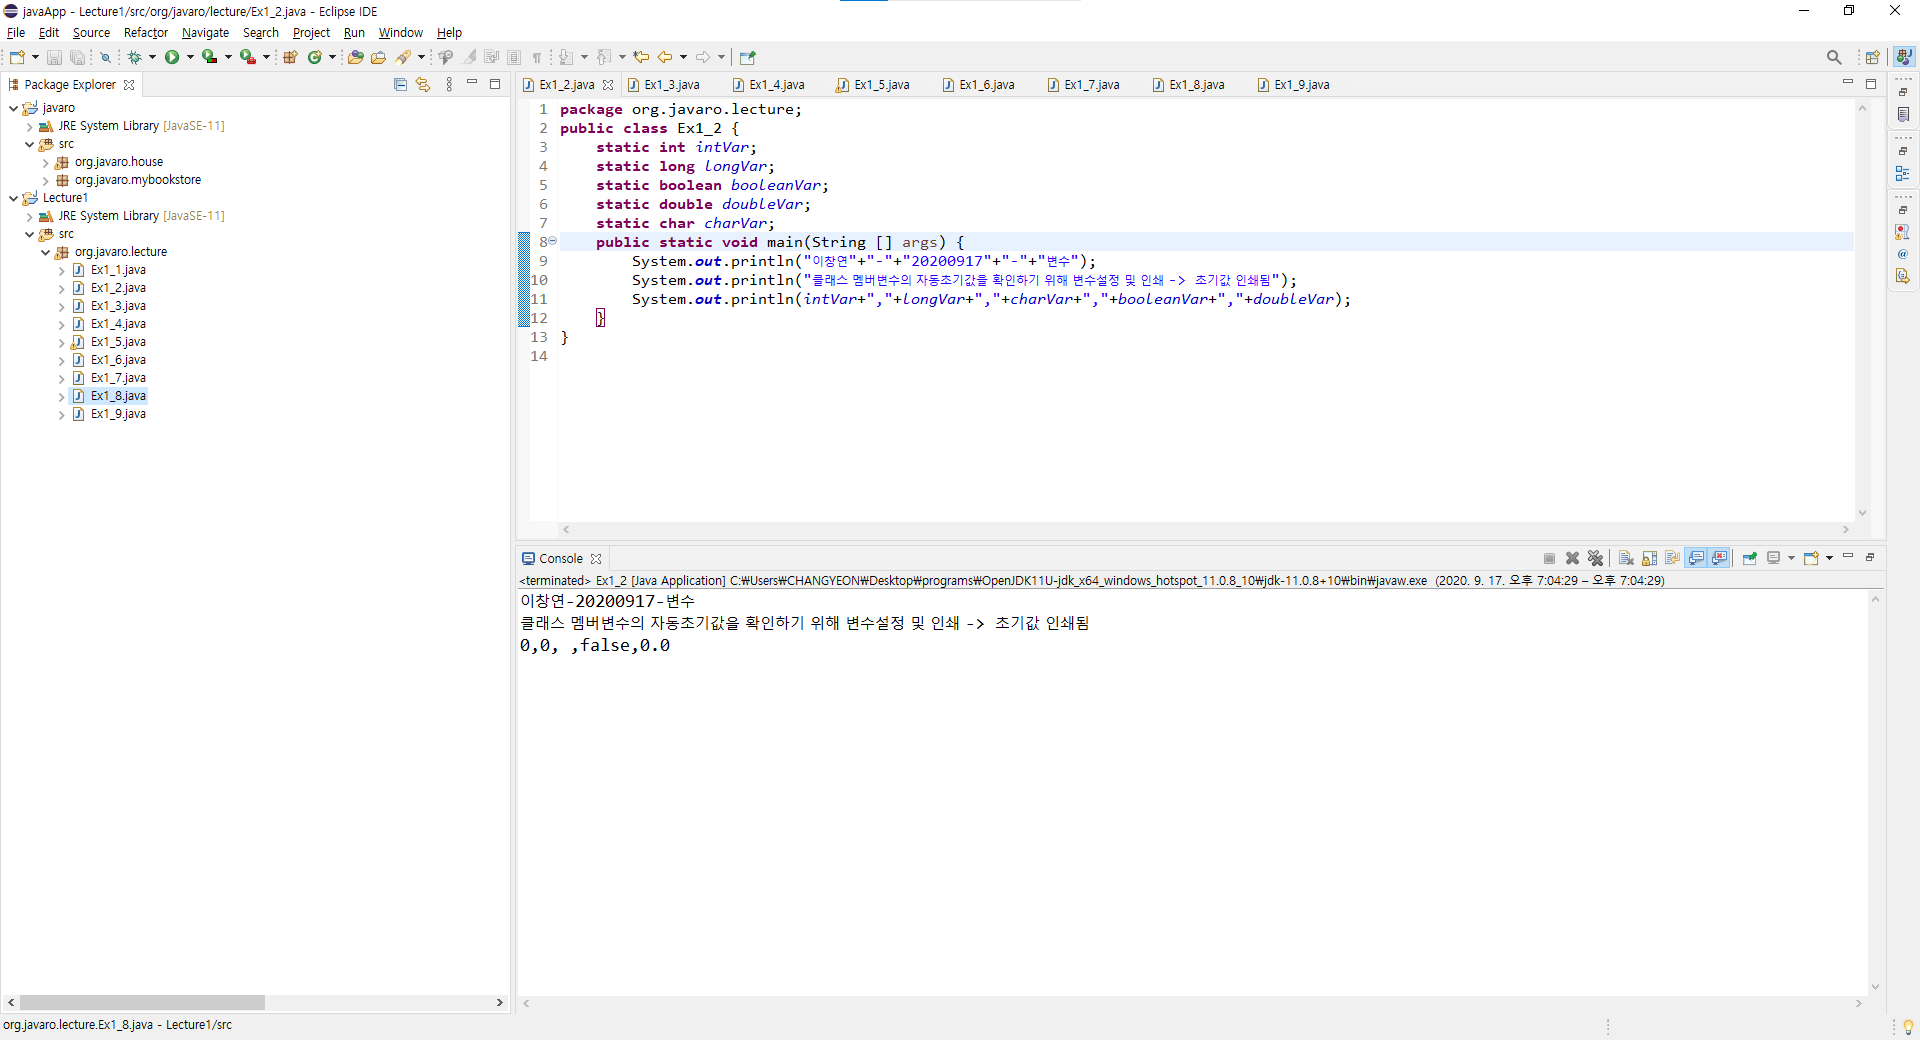 javaApp - Lecture1/src/org/javaro/lecture/Ex1_2.java - Eclipse IDE
File Edit Source Refactor Navigate Search Project Run Window Help
Package Explorer
javaro
JRE System Library [JavaSE-11]
src
org.javaro.house
org.javaro.mybookstore
Lecture1
JRE System Library [JavaSE-11]
src
org.javaro.lecture
Ex1_1.java
Ex1_2.java
Ex1_3.java
Ex1_4.java
Ex1_5.java
Ex1_6.java
Ex1_7.java
Ex1_8.java
Ex1_9.java
Ex1_2.java Ex1_3.java Ex1_4.java Ex1_5.java Ex1_6.java Ex1_7.java Ex1_8.java Ex1_9.java
1 package org.javaro.lecture;
2 public class Ex1_2 {
3 static int intVar;
4 static long longVar;
5 static boolean booleanVar;
6 static double doubleVar;
7 static char charVar;
8 public static void main(String [] args) {
9 System.out.println("이창연"+"-"+"20200917"+"-"+"변수");
10 System.out.println("클래스 멤버변수의 자동초기값을 확인하기 위해 변수설정 및 인쇄 -> 초기값 인쇄됨");
11 System.out.println(intVar+","+longVar+","+charVar+","+booleanVar+","+doubleVar);
12 }
13 }
14
Console
<terminated> Ex1_2 [Java Application] C:₩Users₩CHANGYEON₩Desktop₩programs₩OpenJDK11U-jdk_x64_windows_hotspot_11.0.8_10₩jdk-11.0.8+10₩bin₩javaw.exe (2020. 9. 17. 오후 7:04:29 – 오후 7:04:29)
이창연-20200917-변수
클래스 멤버변수의 자동초기값을 확인하기 위해 변수설정 및 인쇄 -> 초기값 인쇄됨
0,0, ,false,0.0
org.javaro.lecture.Ex1_8.java - Lecture1/src